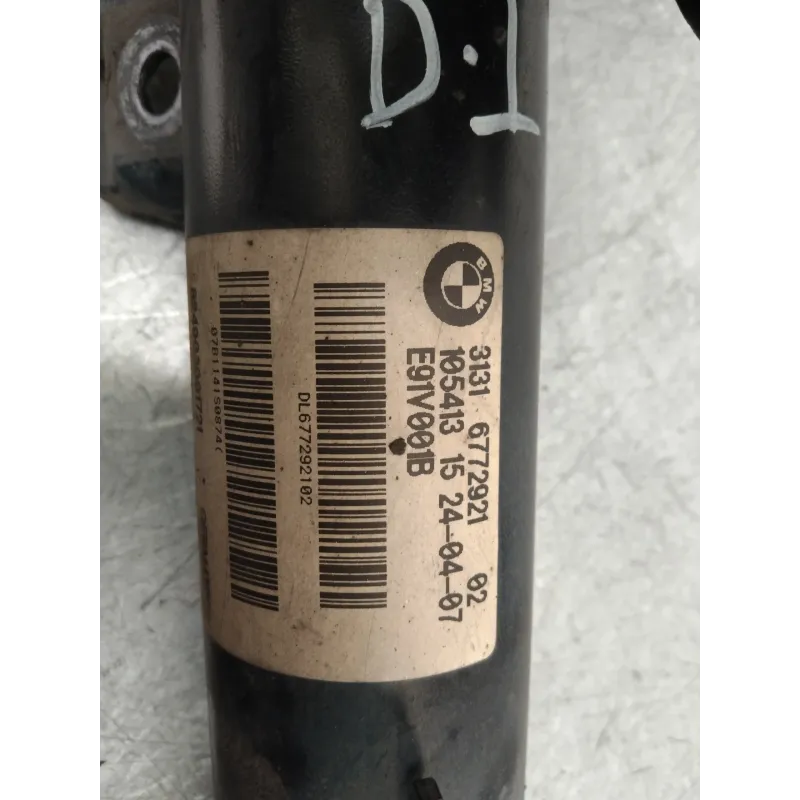 D.I
BMW
3131 6772921 02
105413 15 24-04-07
E91V001B
DL677292102